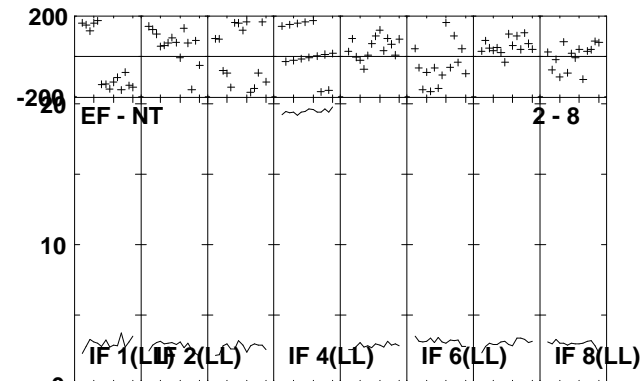 200
-200
20
EF - NT 2 - 8
10
IF 1(LL) IF 2(LL) IF 4(LL) IF 6(LL) IF 8(LL)
0